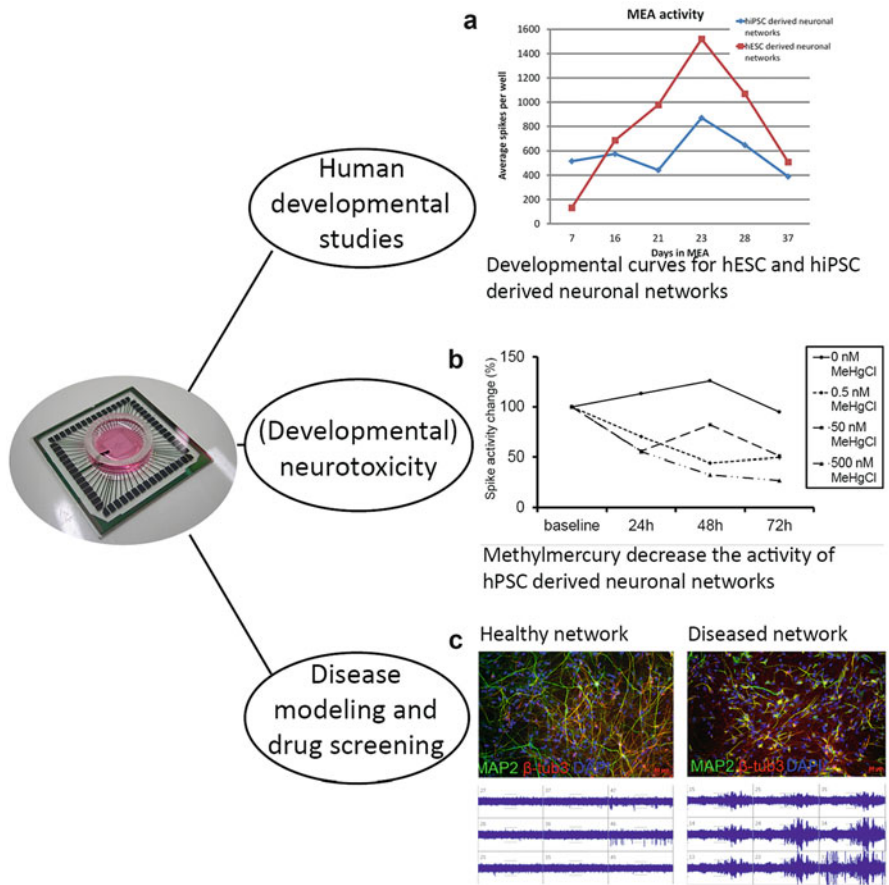 Human
developmental
studies
(Developmental)
neurotoxicity
Disease
modeling and
drug screening
a
MEA activity
hiPSC derived neuronal
networks
hESC derived neuronal
networks
Average spikes per well
1600
1400
1200
1000
800
600
400
200
0
7 16 21 23 28 37
Days in MEA
Developmental curves for hESC and hiPSC
derived neuronal networks
b
Spike activity change (%)
150
100
50
0
baseline 24h 48h 72h
0 nM
MeHgCl
0.5 nM
MeHgCl
50 nM
MeHgCl
500 nM
MeHgCl
Methylmercury decrease the activity of
hPSC derived neuronal networks
c
Healthy network Diseased network
MAP2 β-tub3 DAPI
MAP2 β-tub3 DAPI